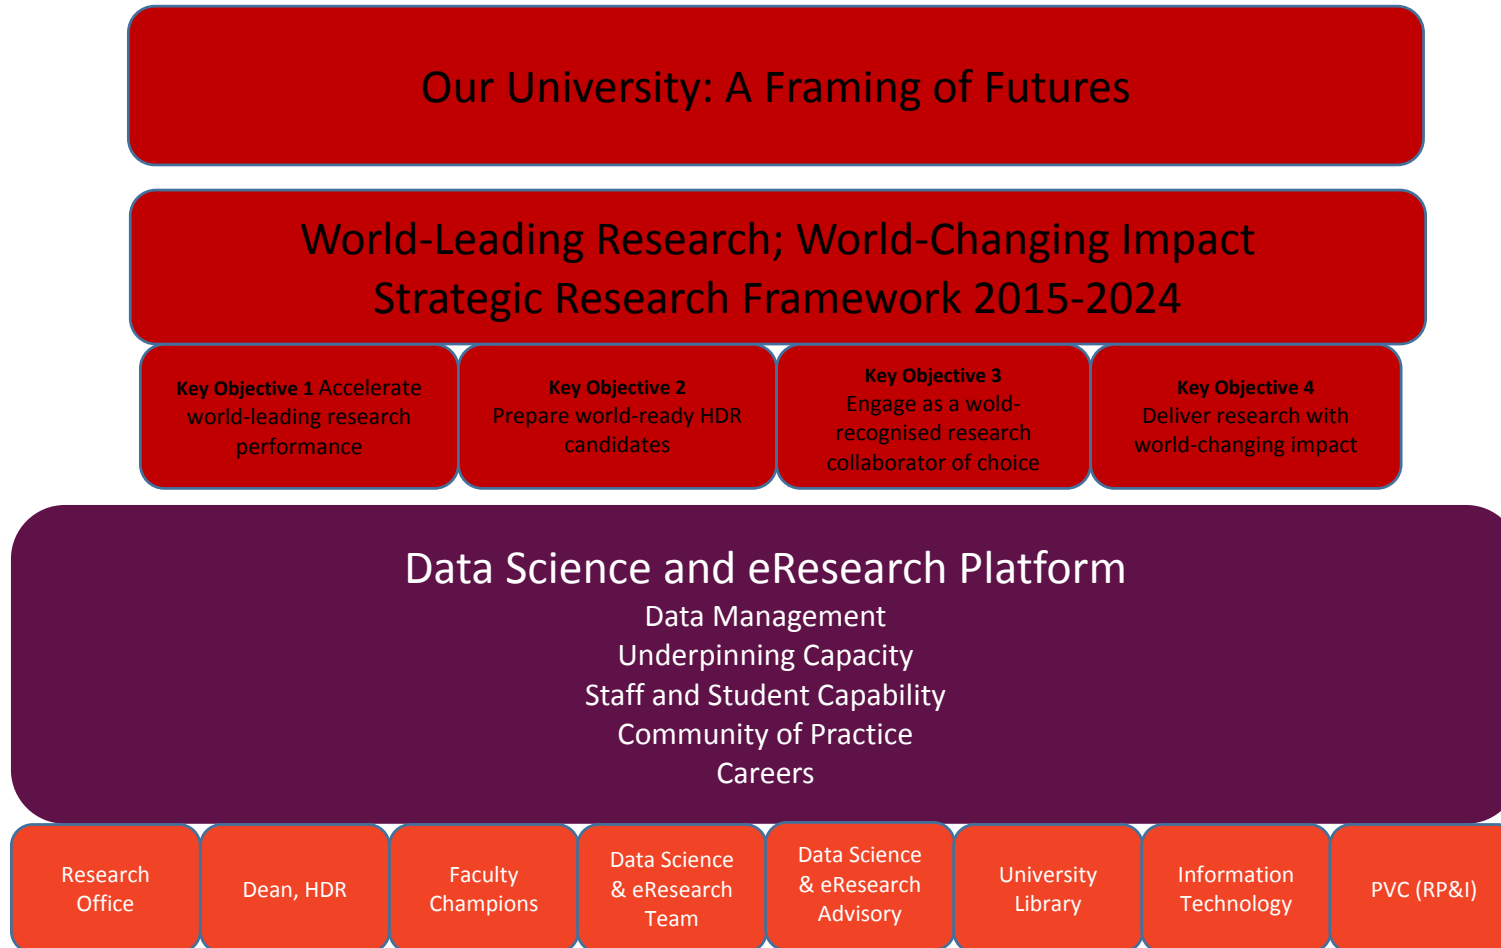 Our University: A Framing of Futures
World-Leading Research; World-Changing Impact
Strategic Research Framework 2015-2024
Key Objective 1 Accelerate
world-leading research
performance
Key Objective 2
Prepare world-ready HDR
candidates
Key Objective 3
Engage as a wold-
recognised research
collaborator of choice
Key Objective 4
Deliver research with
world-changing impact
Data Science and eResearch Platform
Data Management
Underpinning Capacity
Staff and Student Capability
Community of Practice
Careers
Research
Office
Dean, HDR
Faculty
Champions
Data Science
& eResearch
Team
Data Science
& eResearch
Advisory
University
Library
Information
Technology
PVC (RP&I)